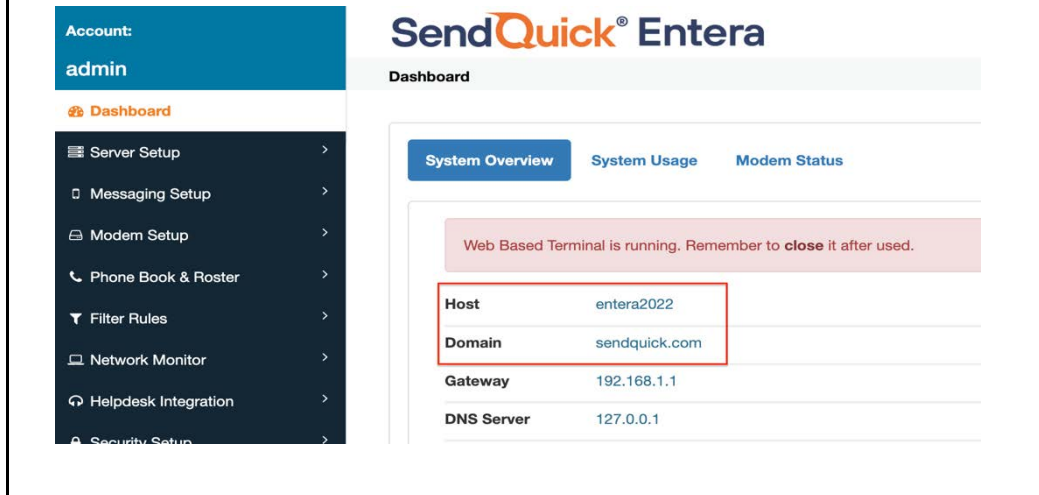 Account:
admin
Dashboard
Server Setup
Messaging Setup
Modem Setup
Phone Book & Roster
Filter Rules
Network Monitor
Helpdesk Integration
Security Setup
SendQuick® Entera
Dashboard
System Overview System Usage Modem Status
Web Based Terminal is running. Remember to close it after used.
Host entera2022
Domain sendquick.com
Gateway 192.168.1.1
DNS Server 127.0.0.1